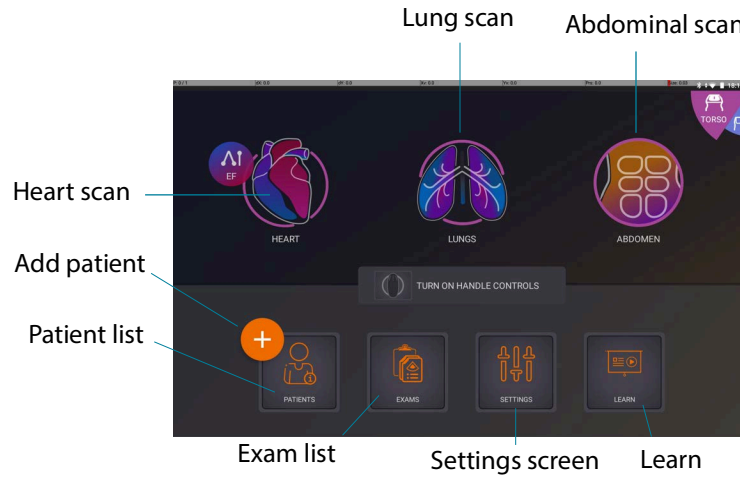 Lung scan
Abdominal scan
TORSO
EF
Heart scan
HEART
LUNGS
ABDOMEN
Add patient
TURN ON HANDLE CONTROLS
Patient list
PATIENTS
EXAMS
SETTINGS
LEARN
Exam list
Settings screen
Learn